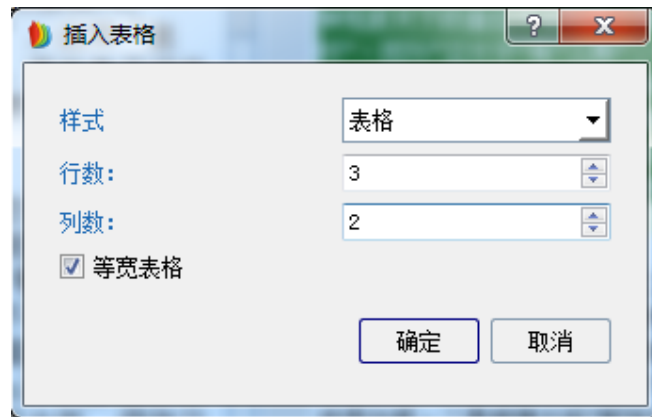 插入表格
样式 表格
行数: 3
列数: 2
等宽表格
确定 取消